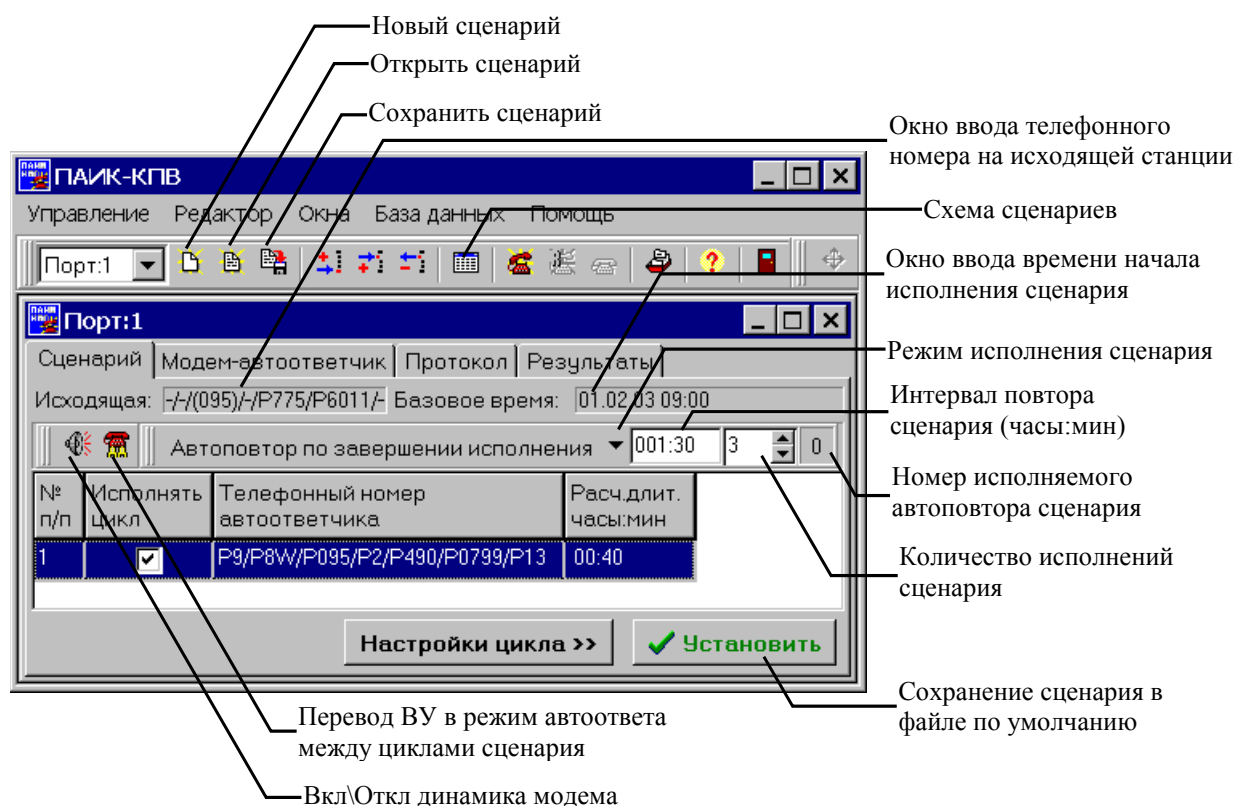 Новый сценарий
Открыть сценарий
Сохранить сценарий
Окно ввода телефонного
номера на исходящей станции
ПАИК-КПВ
Управление Редактор Окна База данных Помощь
Схема сценариев
Порт:1
Окно ввода времени начала
исполнения сценария
Порт:1
Сценарий Модем-автоответчик Протокол Результаты
Режим исполнения сценария
Исходящая: -/-/(095)/-/P775/P6011/- Базовое время: 01.02.03 09:00
Интервал повтора
сценария (часы:мин)
Автоповтор по завершении исполнения 001:30 3 0
Номер исполняемого
автоповтора сценария
№ п/п Исполнять цикл Телефонный номер автоответчика Расч.длит. часы:мин
1 P9/P8W/P095/P2/P490/P0799/P13 00:40
Количество исполнений
сценария
Настройки цикла >> Установить
Сохранение сценария в
файле по умолчанию
Перевод ВУ в режим автоответа
между циклами сценария
Вкл\Откл динамика модема